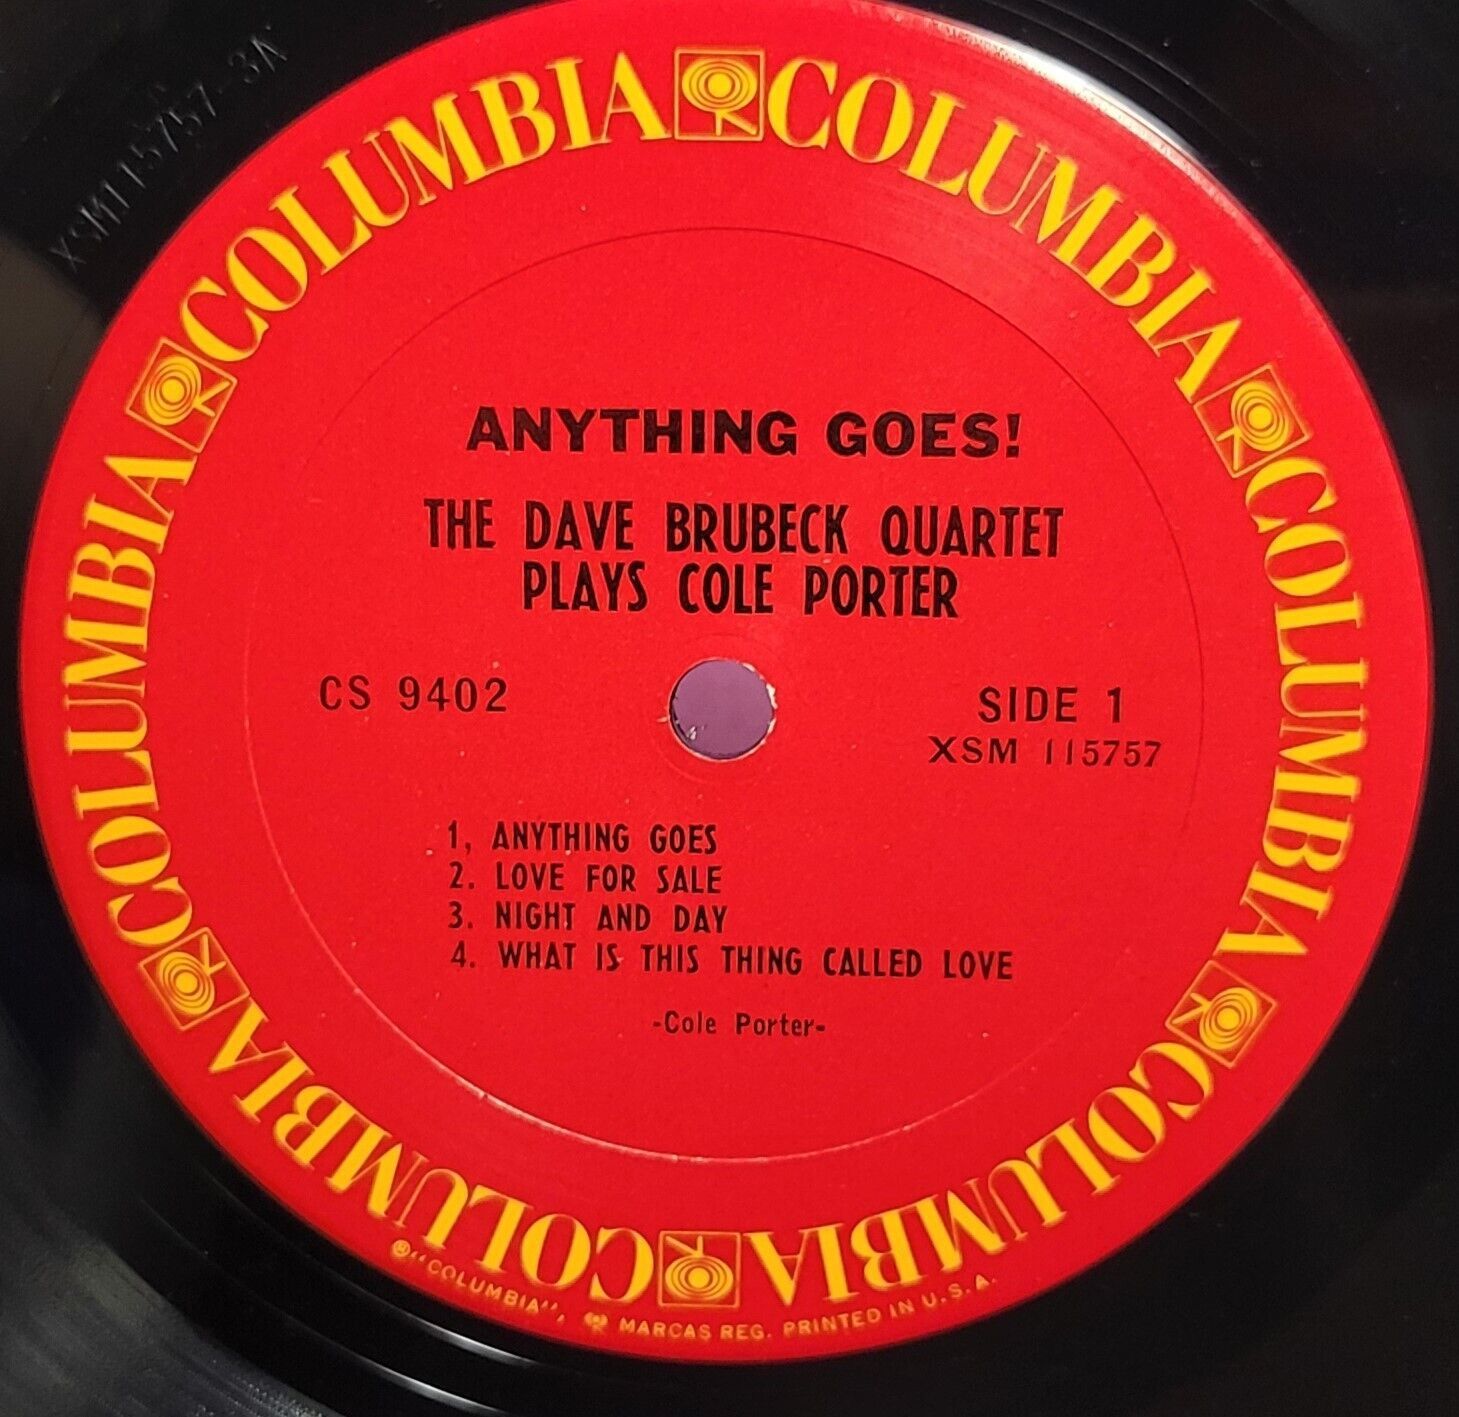 COLUMBIA COLUMBIA COLUMBIA COLUMBIA COLUMBIA COLUMBIA
XSM115757-3A
ANYTHING GOES!
THE DAVE BRUBECK QUARTET
PLAYS COLE PORTER
CS 9402
SIDE 1
XSM 115757
1, ANYTHING GOES
2. LOVE FOR SALE
3. NIGHT AND DAY
4. WHAT IS THIS THING CALLED LOVE
-Cole Porter-
® "COLUMBIA", MARCAS REG. PRINTED IN U.S.A.